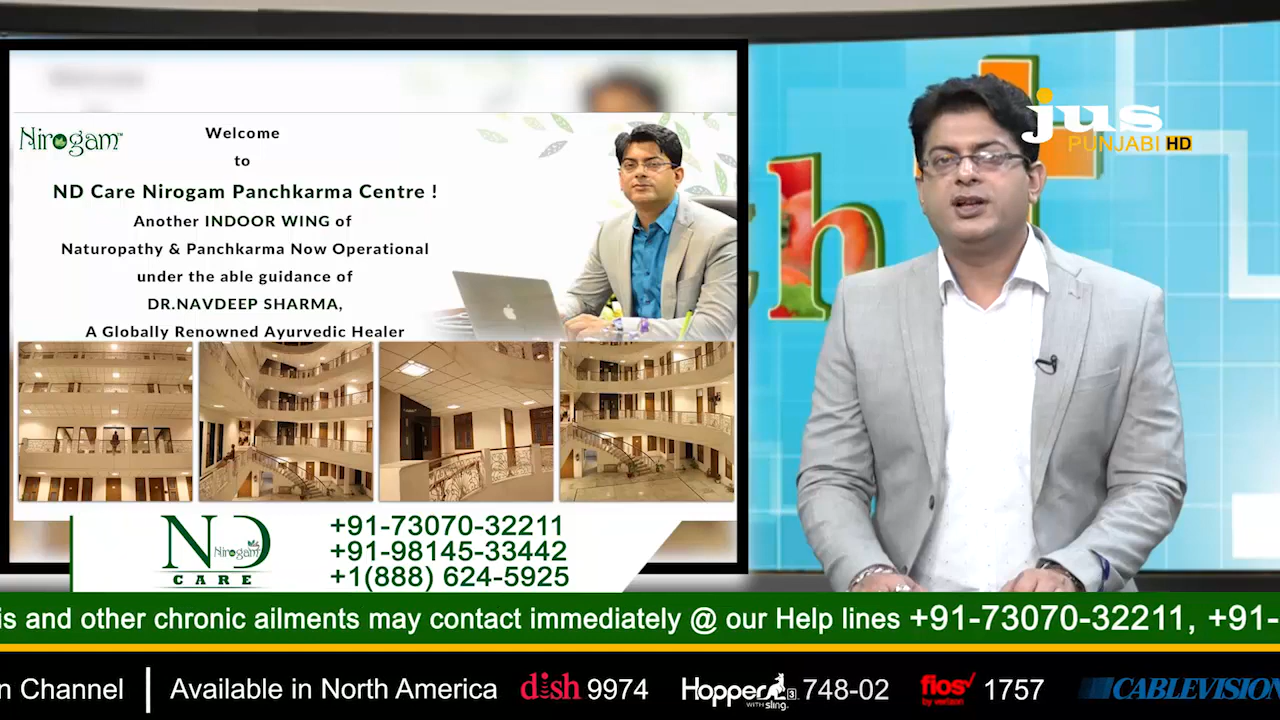 Nirogam™
Welcome
to
ND Care Nirogam Panchkarma Centre !
Another INDOOR WING of
Naturopathy & Panchkarma Now Operational
under the able guidance of
DR.NAVDEEP SHARMA,
A Globally Renowned Ayurvedic Healer
jus
PUNJABI HD
th
ND
Nirogam
CARE
+91-73070-32211
+91-98145-33442
+1(888) 624-5925
is and other chronic ailments may contact immediately @ our Help lines +91-73070-32211, +91-
n Channel | Available in North America dish 9974 Hopper 3 WITH sling. 748-02 fios by verizon 1757 CABLEVISION